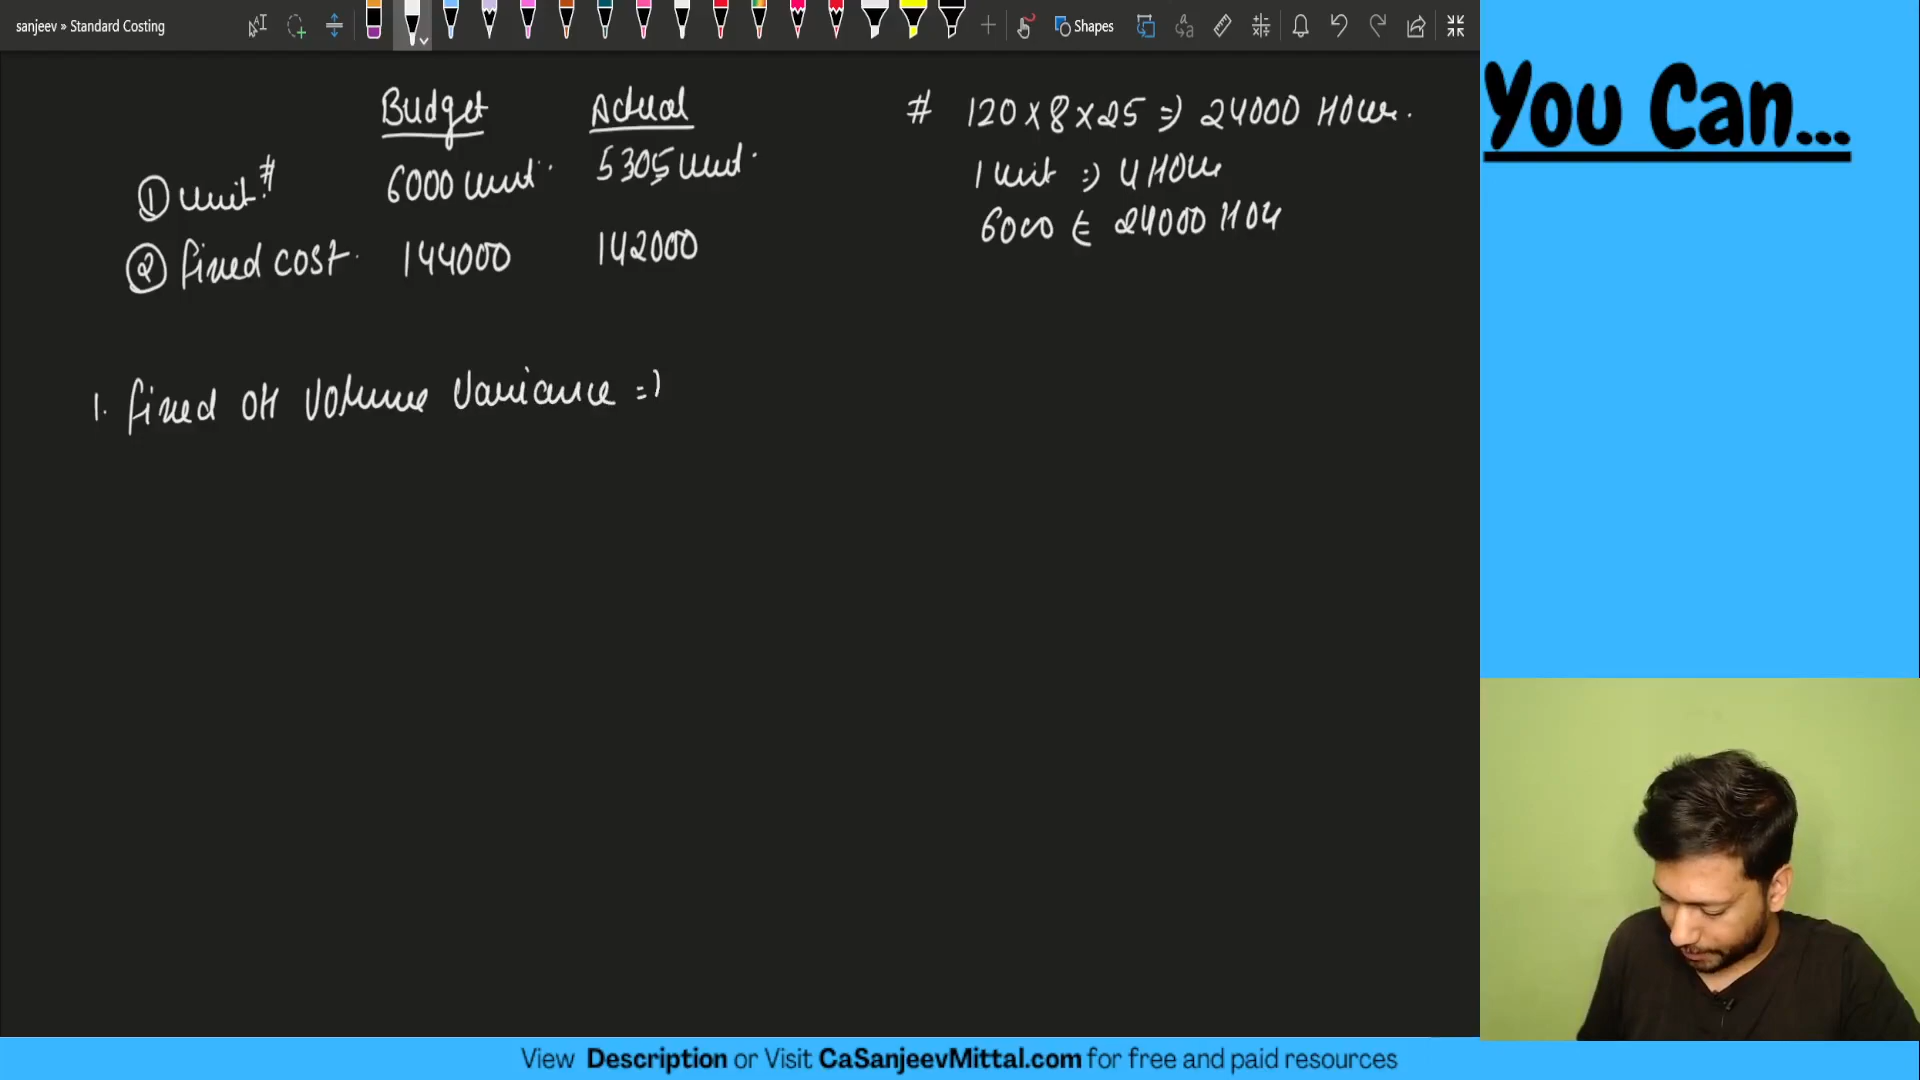 sanjeev » Standard Costing
Shapes
Budget Actual
① Unit # 6000 Unit. 5305 Unit.
② fixed cost. 144000 142000
# 120 x 8 x 25 => 24000 Hour.
1 Unit => 4 Hour
6000 ⇐ 24000 Hour
1. fixed OH Volume Variance =>
You Can...
View Description or Visit CaSanjeevMittal.com for free and paid resources